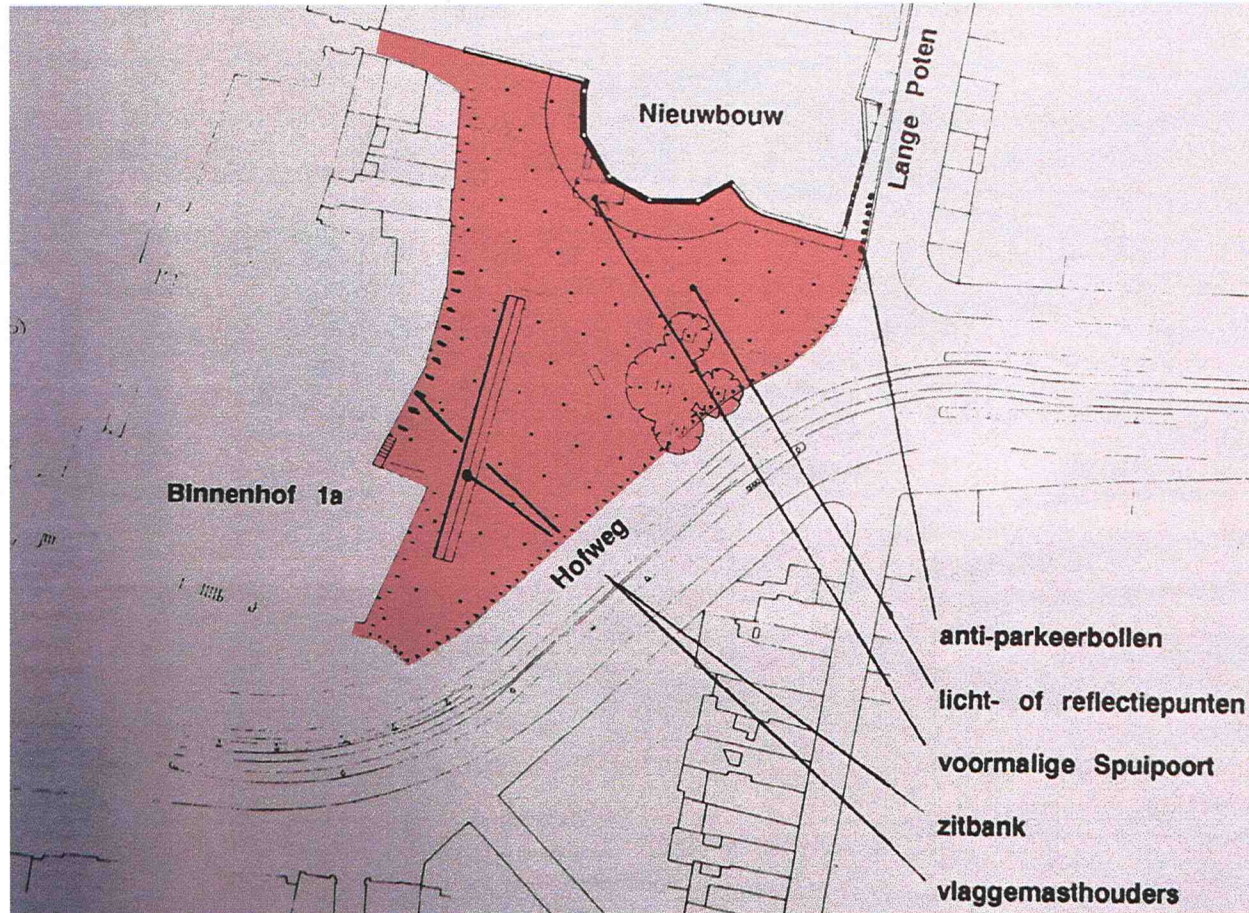 Nieuwbouw
Lange Poten
Binnenhof 1a
Hofweg
anti-parkeerbollen
licht- of reflectiepunten
voormalige Spuipoort
zitbank
vlaggemasthouders